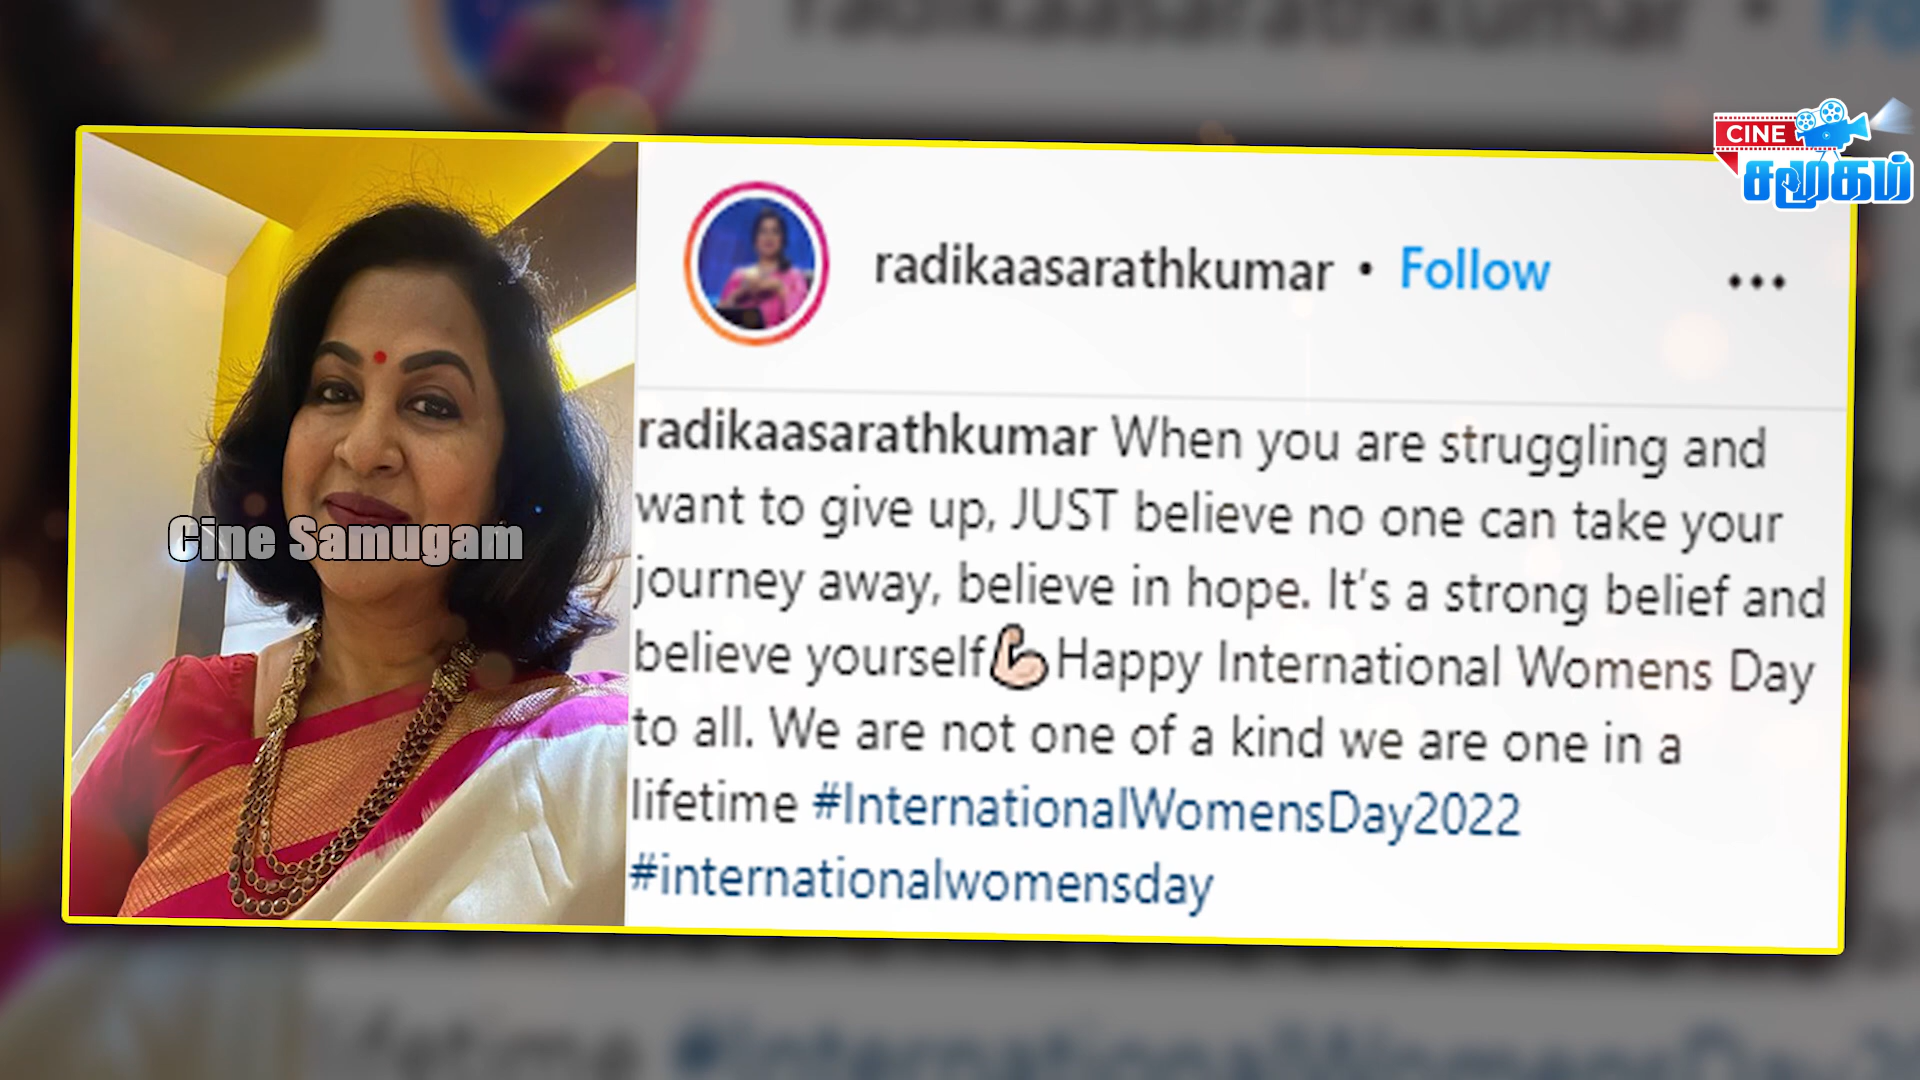 CINE
சமூகம்
radikaasarathkumar • Follow
radikaasarathkumar When you are struggling and
want to give up, JUST believe no one can take your
journey away, believe in hope. It's a strong belief and
believe yourself💪🏻Happy International Womens Day
to all. We are not one of a kind we are one in a
lifetime #InternationalWomensDay2022
#internationalwomensday
Cine Samugam